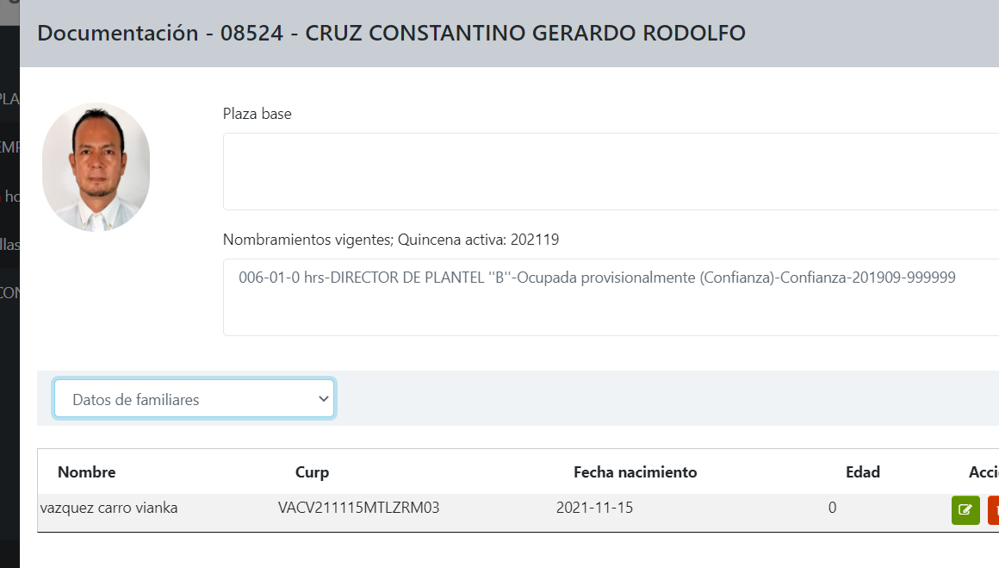 Documentación - 08524 - CRUZ CONSTANTINO GERARDO RODOLFO
Plaza base
Nombramientos vigentes; Quincena activa: 202119
006-01-0 hrs-DIRECTOR DE PLANTEL "B"-Ocupada provisionalmente (Confianza)-Confianza-201909-999999
Datos de familiares
Nombre Curp Fecha nacimiento Edad Acci
vazquez carro vianka VACV211115MTLZRM03 2021-11-15 0
PLA
EMP
ho
llas
CON